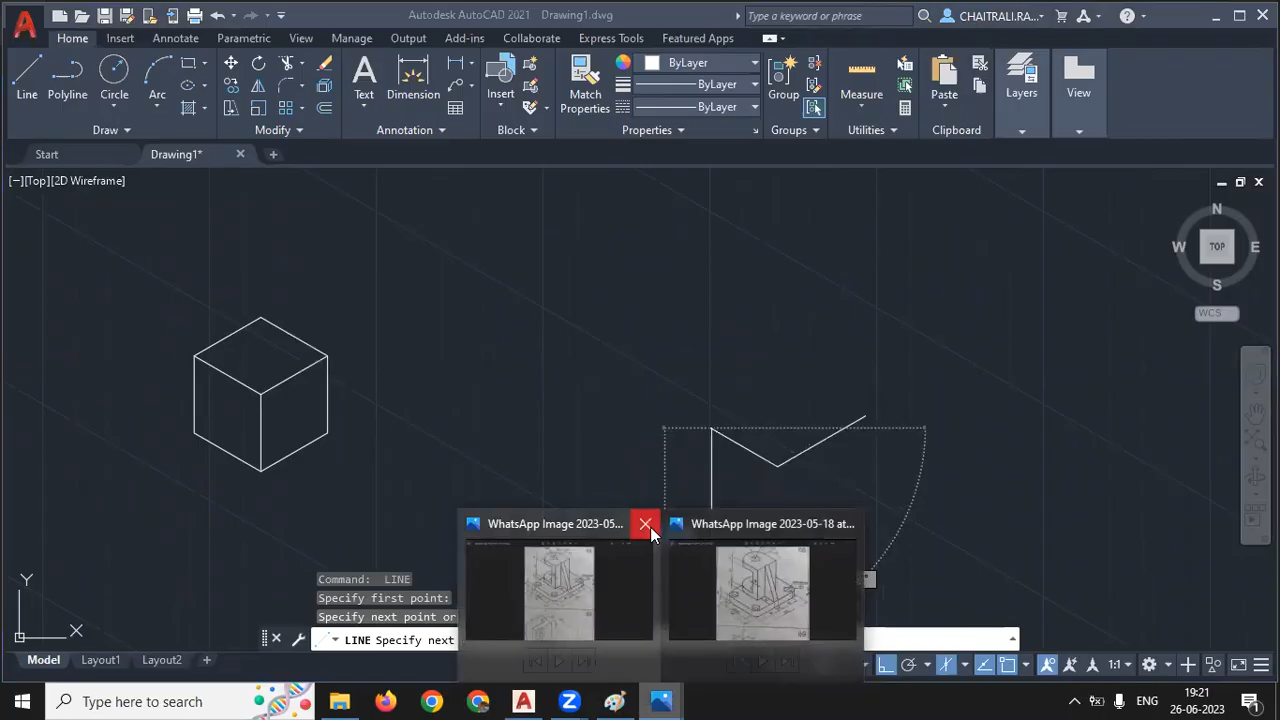 Autodesk AutoCAD 2021 Drawing1.dwg
Type a keyword or phrase
CHAITRALI.RA...
Home Insert Annotate Parametric View Manage Output Add-ins Collaborate Express Tools Featured Apps
Line Polyline Circle Arc
Text Dimension
Insert
Match Properties
ByLayer
ByLayer
ByLayer
Group
Measure
Paste
Layers
View
Draw Modify Annotation Block Properties Groups Utilities Clipboard
Start Drawing1*
[−][Top][2D Wireframe]
N
W TOP E
S
WCS
WhatsApp Image 2023-05...
WhatsApp Image 2023-05-18 at...
Y
X
Command: LINE
Specify first point:
Specify next point or
LINE Specify next
Model Layout1 Layout2
1:1
Type here to search
ENG
19:21
26-06-2023
1